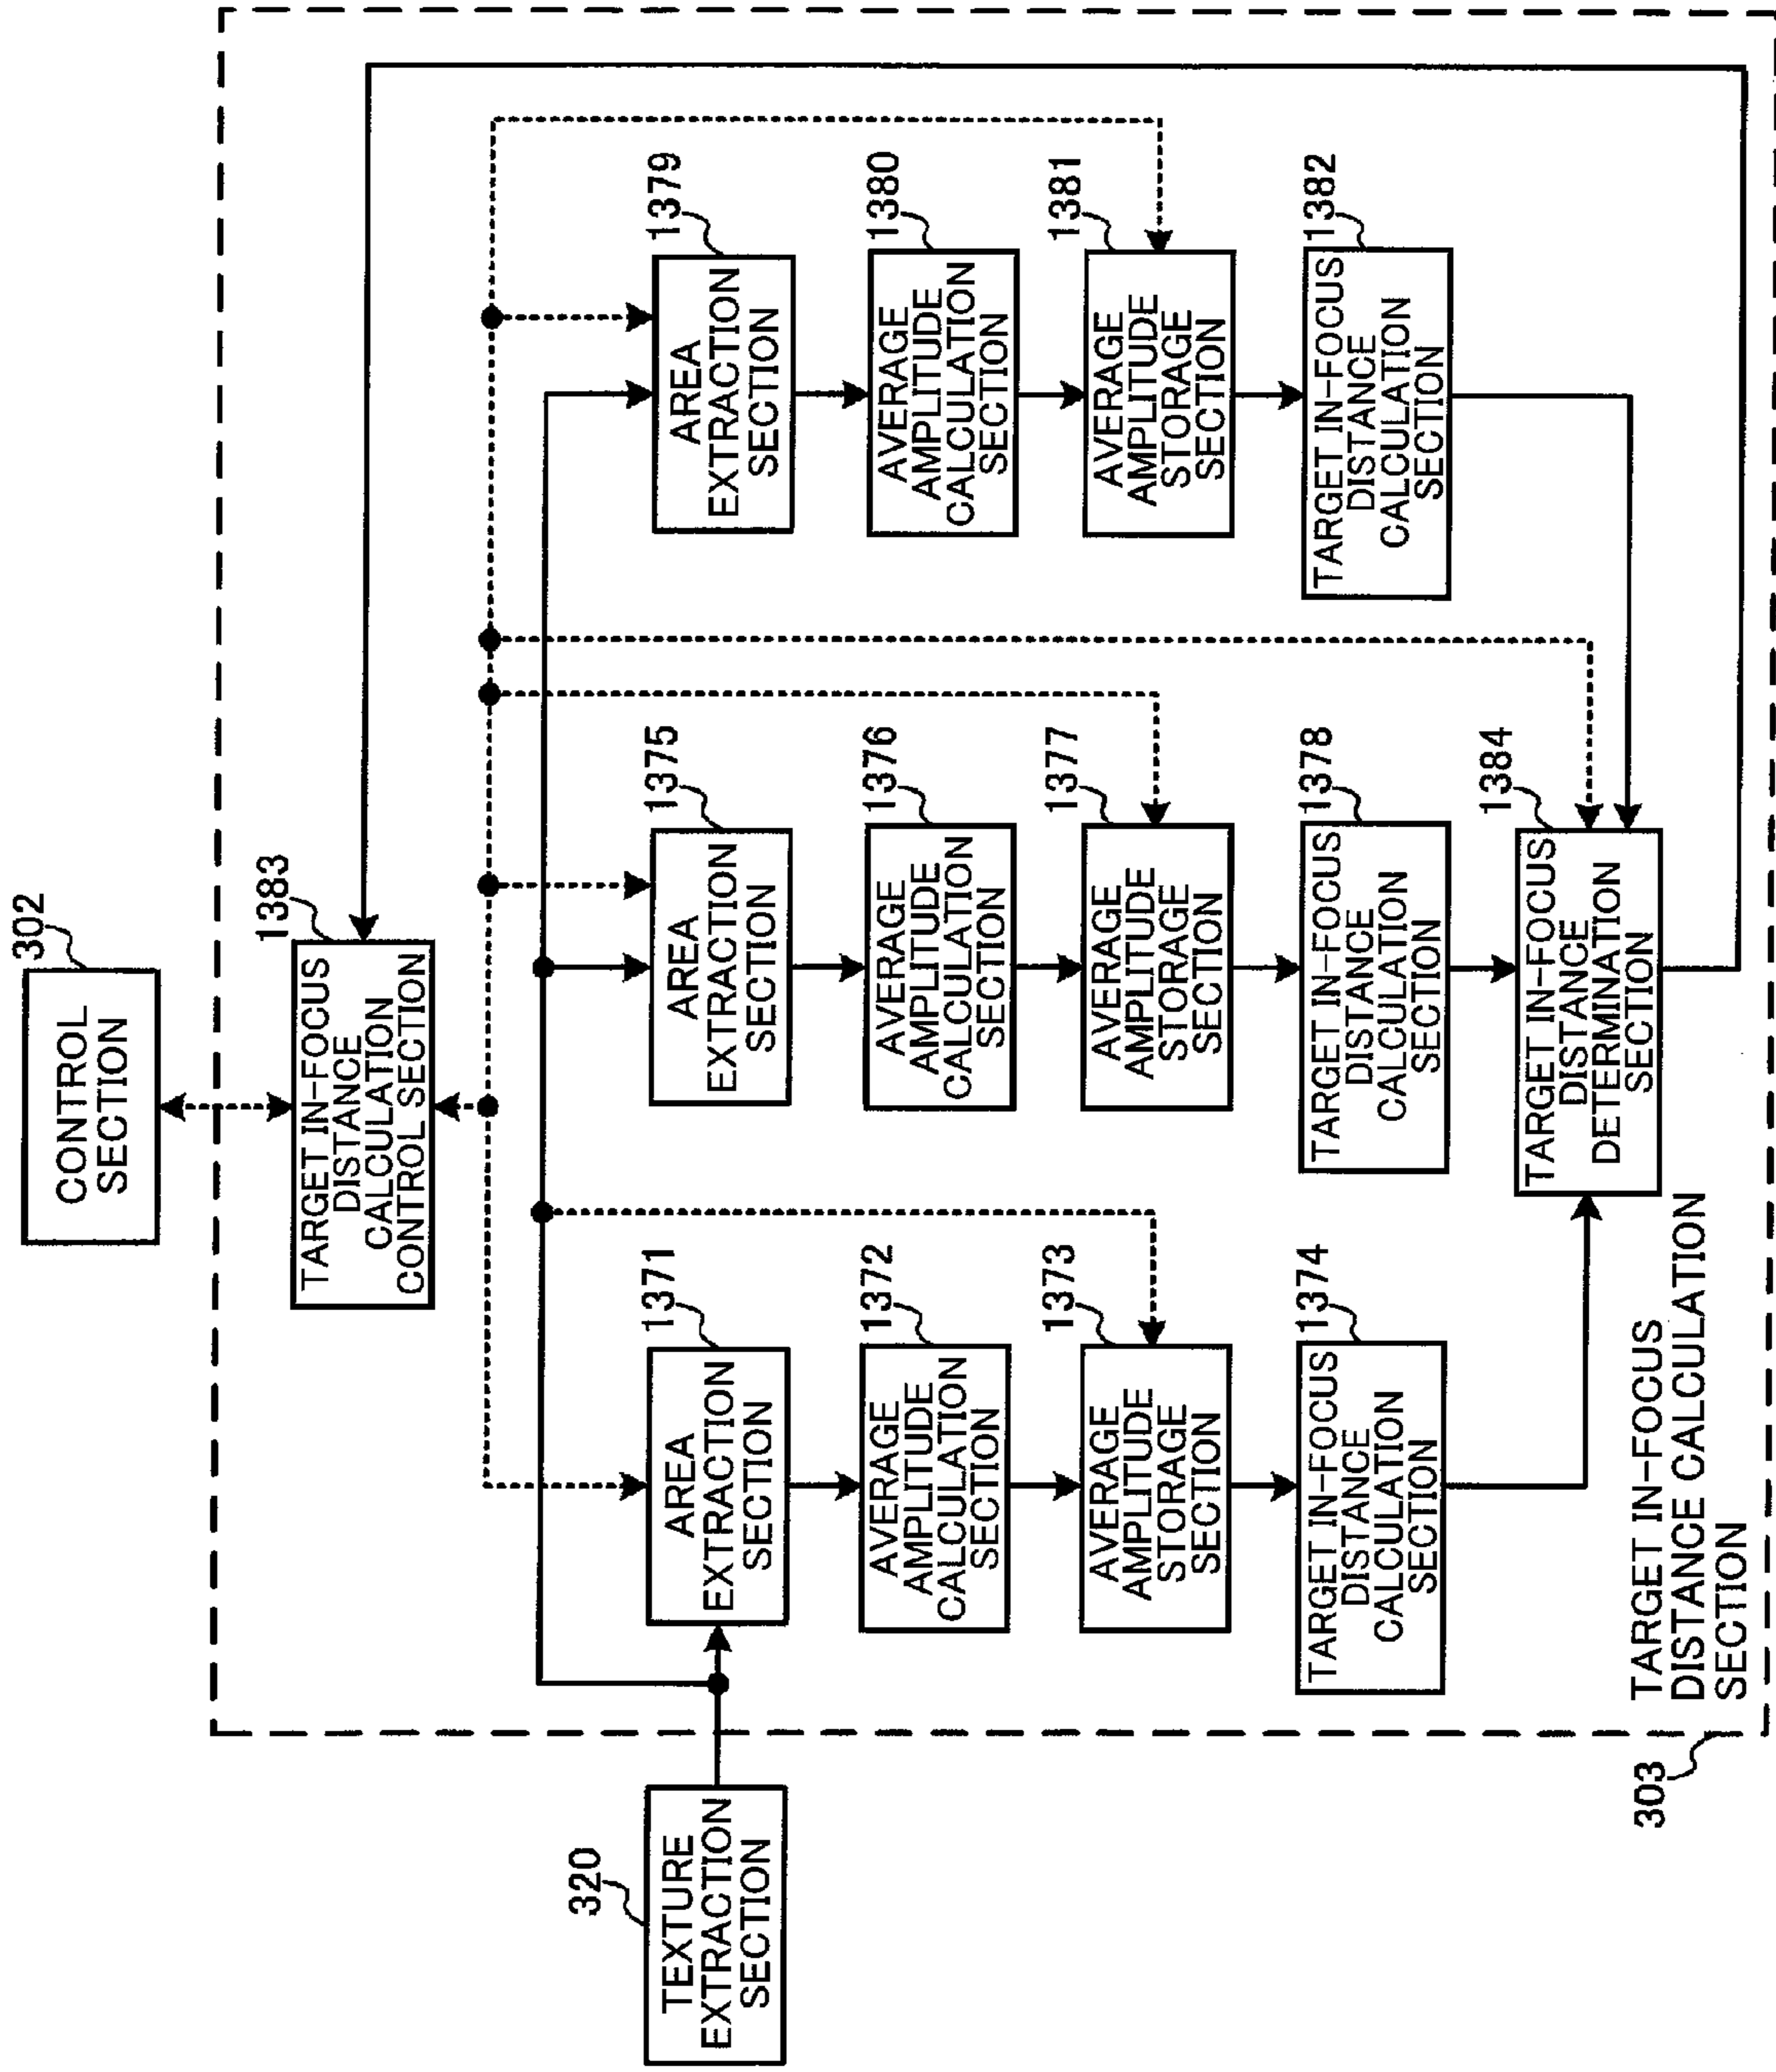 302
CONTROL
SECTION
1383
TARGET IN-FOCUS
DISTANCE
CALCULATION
CONTROL SECTION
320
TEXTURE
EXTRACTION
SECTION
1371
AREA
EXTRACTION
SECTION
1372
AVERAGE
AMPLITUDE
CALCULATION
SECTION
1373
AVERAGE
AMPLITUDE
STORAGE
SECTION
1374
TARGET IN-FOCUS
DISTANCE
CALCULATION
SECTION
1375
AREA
EXTRACTION
SECTION
1376
AVERAGE
AMPLITUDE
CALCULATION
SECTION
1377
AVERAGE
AMPLITUDE
STORAGE
SECTION
1378
TARGET IN-FOCUS
DISTANCE
CALCULATION
SECTION
1379
AREA
EXTRACTION
SECTION
1380
AVERAGE
AMPLITUDE
CALCULATION
SECTION
1381
AVERAGE
AMPLITUDE
STORAGE
SECTION
1382
TARGET IN-FOCUS
DISTANCE
CALCULATION
SECTION
1384
TARGET IN-FOCUS
DISTANCE
DETERMINATION
SECTION
303
TARGET IN-FOCUS
DISTANCE CALCULATION
SECTION